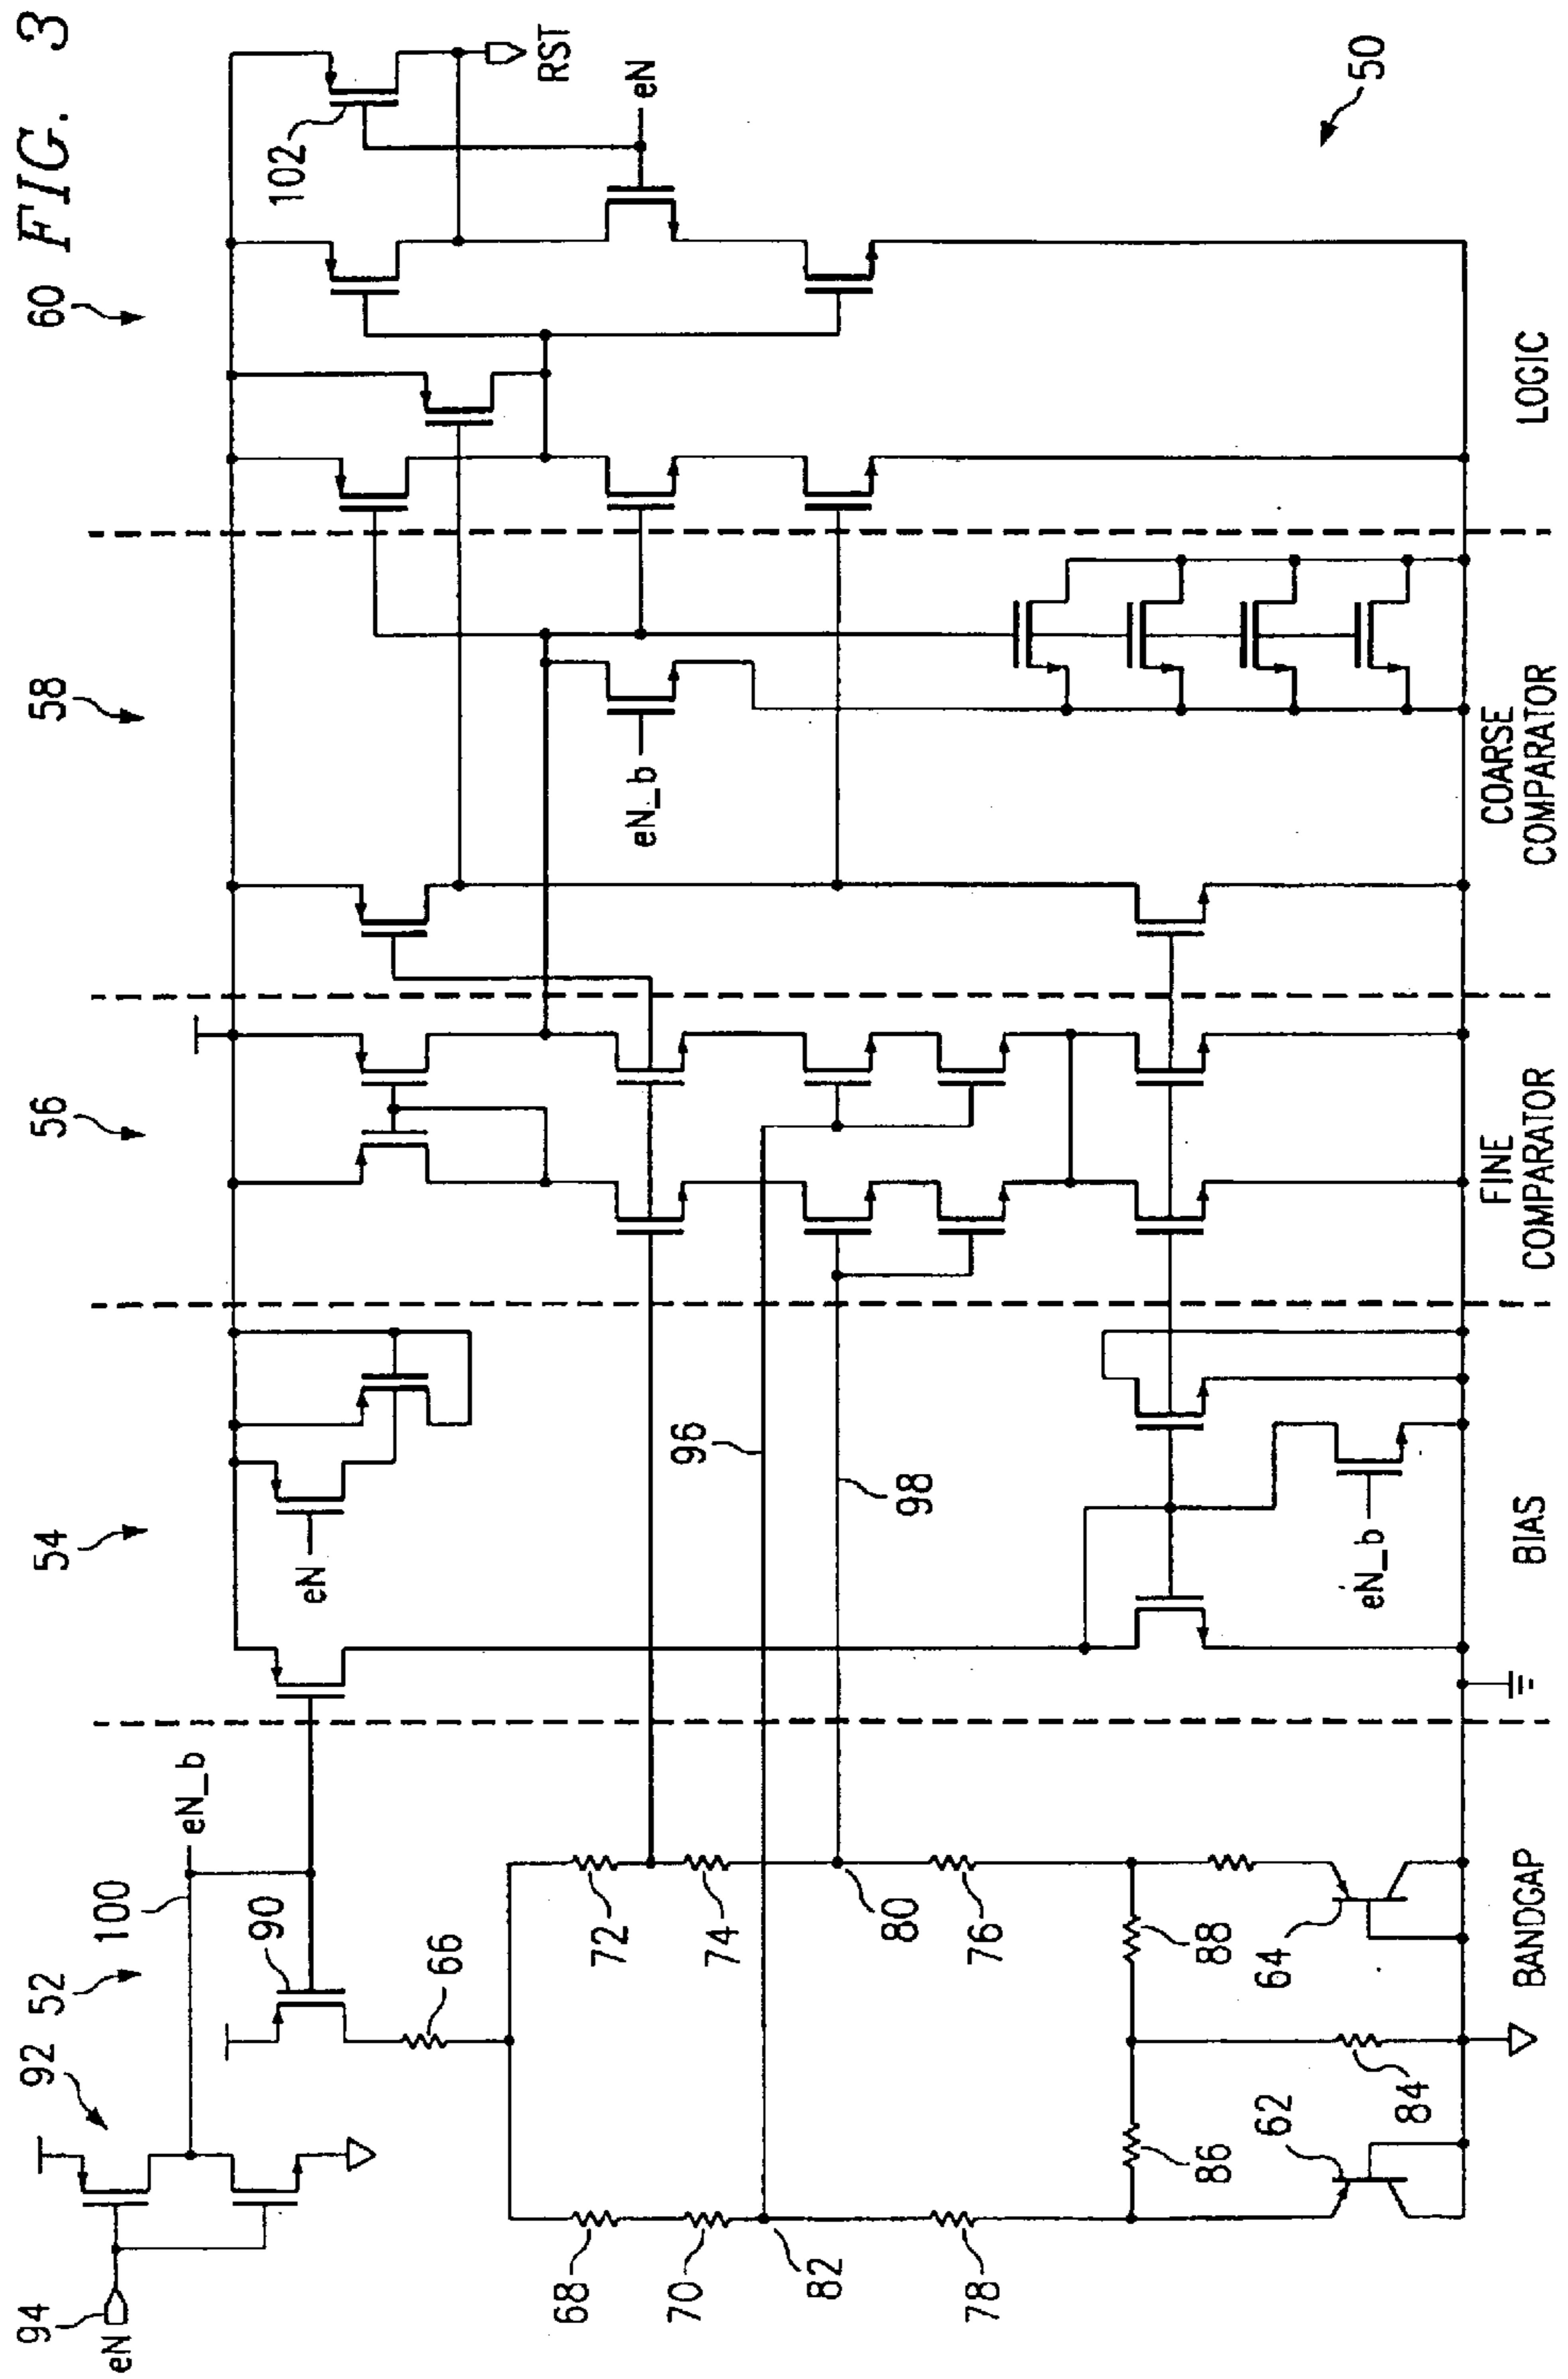 FIG. 3
60
58
56
54
52
92
94
eN
100
eN_b
90
66
68
70
82
78
72
74
80
76
86
88
62
84
64
BANDGAP
eN
96
98
eN_b
BIAS
FINE
COMPARATOR
eN_b
COARSE
COMPARATOR
102
RST
eN
LOGIC
50